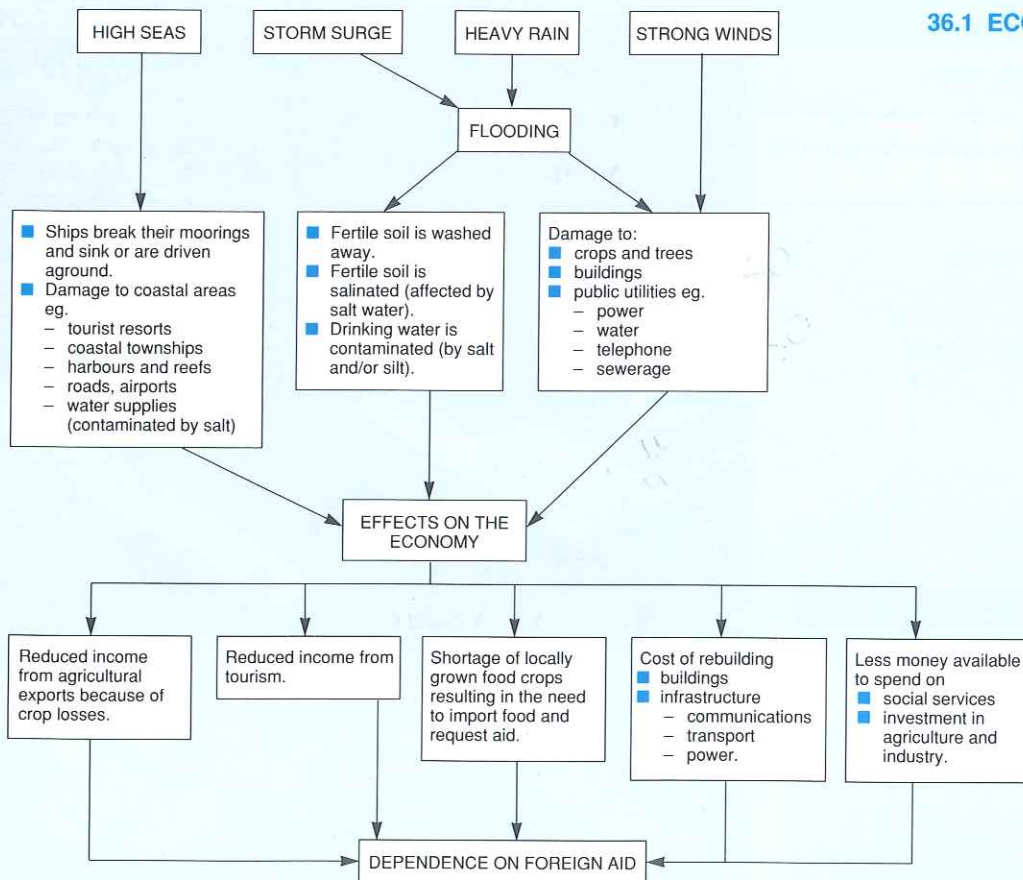 36.1 ECO
HIGH SEAS
STORM SURGE
HEAVY RAIN
STRONG WINDS
FLOODING
Ships break their moorings
and sink or are driven
aground.
Damage to coastal areas
eg.
– tourist resorts
– coastal townships
– harbours and reefs
– roads, airports
– water supplies
(contaminated by salt)
Fertile soil is washed
away.
Fertile soil is
salinated (affected by
salt water).
Drinking water is
contaminated (by salt
and/or silt).
Damage to:
crops and trees
buildings
public utilities eg.
– power
– water
– telephone
– sewerage
EFFECTS ON THE
ECONOMY
Reduced income
from agricultural
exports because of
crop losses.
Reduced income from
tourism.
Shortage of locally
grown food crops
resulting in the need
to import food and
request aid.
Cost of rebuilding
buildings
infrastructure
– communications
– transport
– power.
Less money available
to spend on
social services
investment in
agriculture and
industry.
DEPENDENCE ON FOREIGN AID